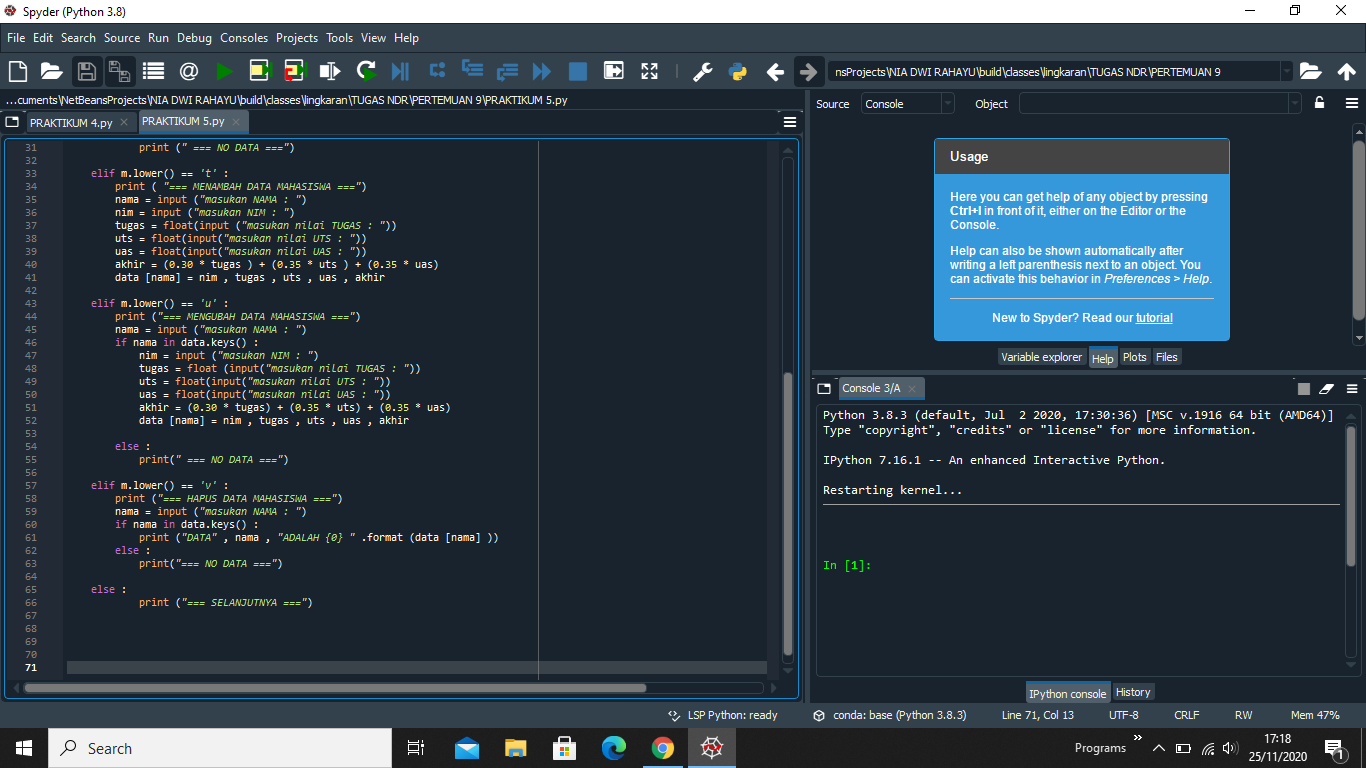 Spyder (Python 3.8)
File Edit Search Source Run Debug Consoles Projects Tools View Help
nsProjects\NIA DWI RAHAYU\build\classes\lingkaran\TUGAS NDR\PERTEMUAN 9
...cuments\NetBeansProjects\NIA DWI RAHAYU\build\classes\lingkaran\TUGAS NDR\PERTEMUAN 9\PRAKTIKUM 5.py
PRAKTIKUM 4.py PRAKTIKUM 5.py
31 print (" === NO DATA ===")
32
33 elif m.lower() == 't' :
34 print ( "=== MENAMBAH DATA MAHASISWA ===")
35 nama = input ("masukan NAMA : ")
36 nim = input ("masukan NIM : ")
37 tugas = float(input ("masukan nilai TUGAS : "))
38 uts = float(input("masukan nilai UTS : "))
39 uas = float(input("masukan nilai UAS : "))
40 akhir = (0.30 * tugas ) + (0.35 * uts ) + (0.35 * uas)
41 data [nama] = nim , tugas , uts , uas , akhir
42
43 elif m.lower() == 'u' :
44 print ("=== MENGUBAH DATA MAHASISWA ===")
45 nama = input ("masukan NAMA : ")
46 if nama in data.keys() :
47 nim = input ("masukan NIM : ")
48 tugas = float (input("masukan nilai TUGAS : "))
49 uts = float(input("masukan nilai UTS : "))
50 uas = float(input("masukan nilai UAS : "))
51 akhir = (0.30 * tugas) + (0.35 * uts) + (0.35 * uas)
52 data [nama] = nim , tugas , uts , uas , akhir
53
54 else :
55 print(" === NO DATA ===")
56
57 elif m.lower() == 'v' :
58 print ("=== HAPUS DATA MAHASISWA ===")
59 nama = input ("masukan NAMA : ")
60 if nama in data.keys() :
61 print ("DATA" , nama , "ADALAH {0} " .format (data [nama] ))
62 else :
63 print("=== NO DATA ===")
64
65 else :
66 print ("=== SELANJUTNYA ===")
67
68
69
70
71
Source Console Object
Usage
Here you can get help of any object by pressing
Ctrl+I in front of it, either on the Editor or the
Console.
Help can also be shown automatically after
writing a left parenthesis next to an object. You
can activate this behavior in Preferences > Help.
New to Spyder? Read our tutorial
Variable explorer Help Plots Files
Console 3/A
Python 3.8.3 (default, Jul 2 2020, 17:30:36) [MSC v.1916 64 bit (AMD64)]
Type "copyright", "credits" or "license" for more information.
IPython 7.16.1 -- An enhanced Interactive Python.
Restarting kernel...
In [1]:
IPython console History
LSP Python: ready conda: base (Python 3.8.3) Line 71, Col 13 UTF-8 CRLF RW Mem 47%
Search
Programs
17:18
25/11/2020
1